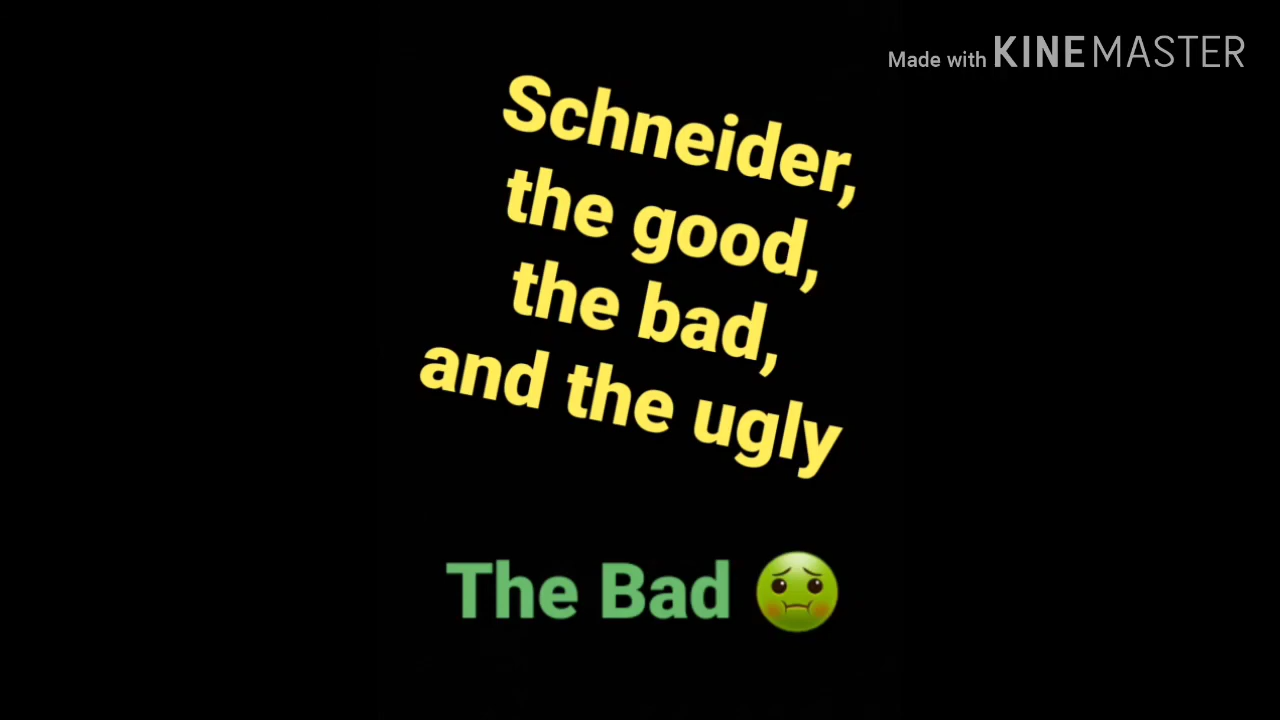 Made with KINEMASTER
Schneider,
the good,
the bad,
and the ugly
The Bad 🤢